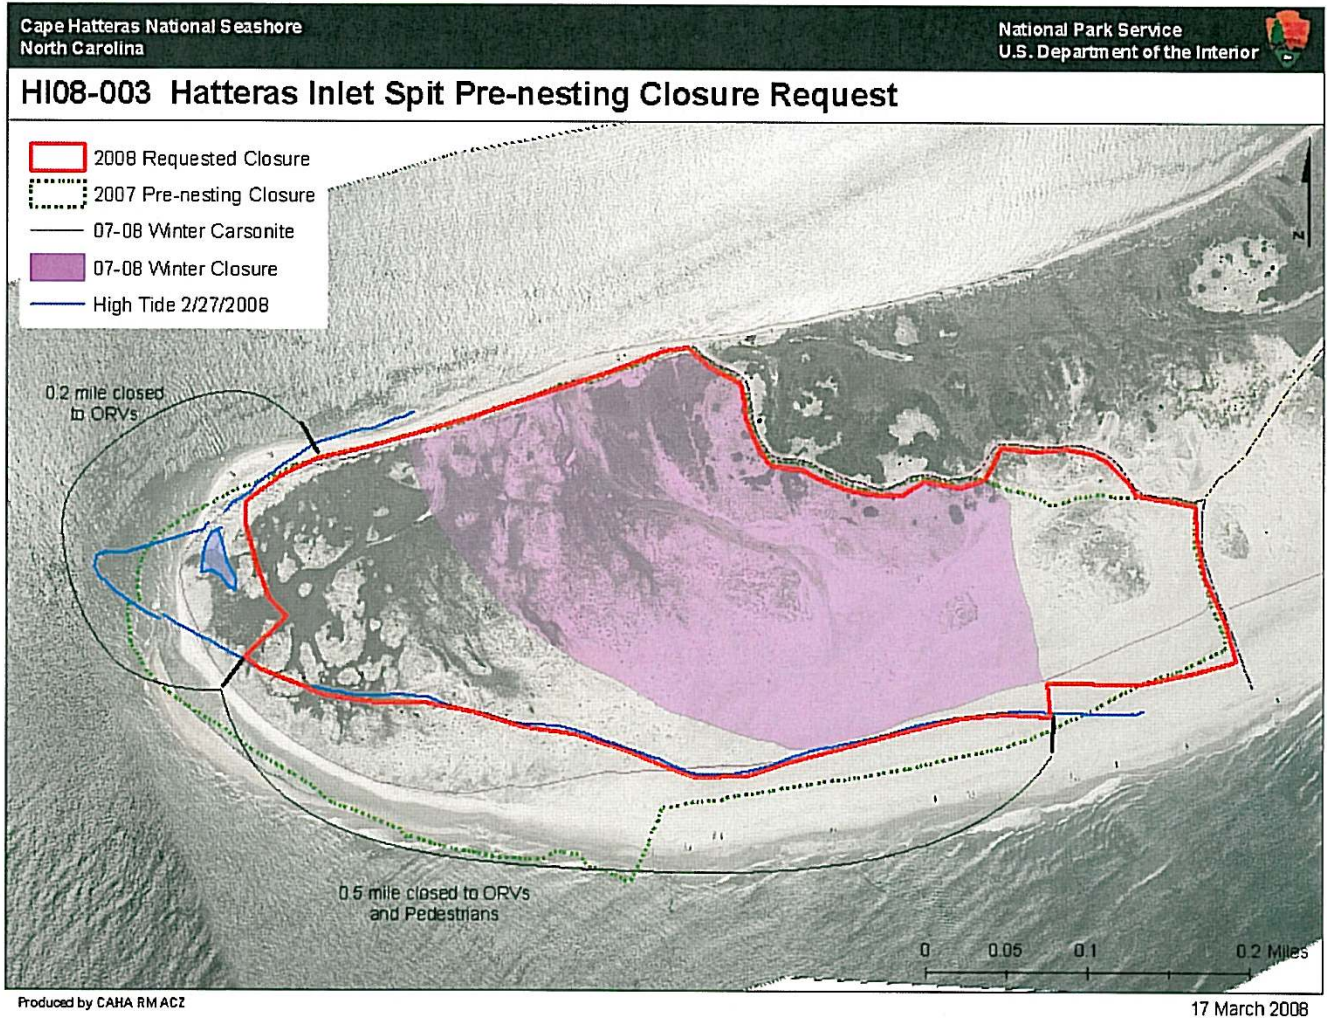 Cape Hatteras National Seashore
North Carolina
National Park Service
U.S. Department of the Interior
HI08-003 Hatteras Inlet Spit Pre-nesting Closure Request
2008 Requested Closure
2007 Pre-nesting Closure
07-08 Winter Carsonite
07-08 Winter Closure
High Tide 2/27/2008
N
0.2 mile closed
to ORVs
0.5 mile closed to ORVs
and Pedestrians
0 0.05 0.1 0.2 Miles
Produced by CAHA RM ACZ
17 March 2008